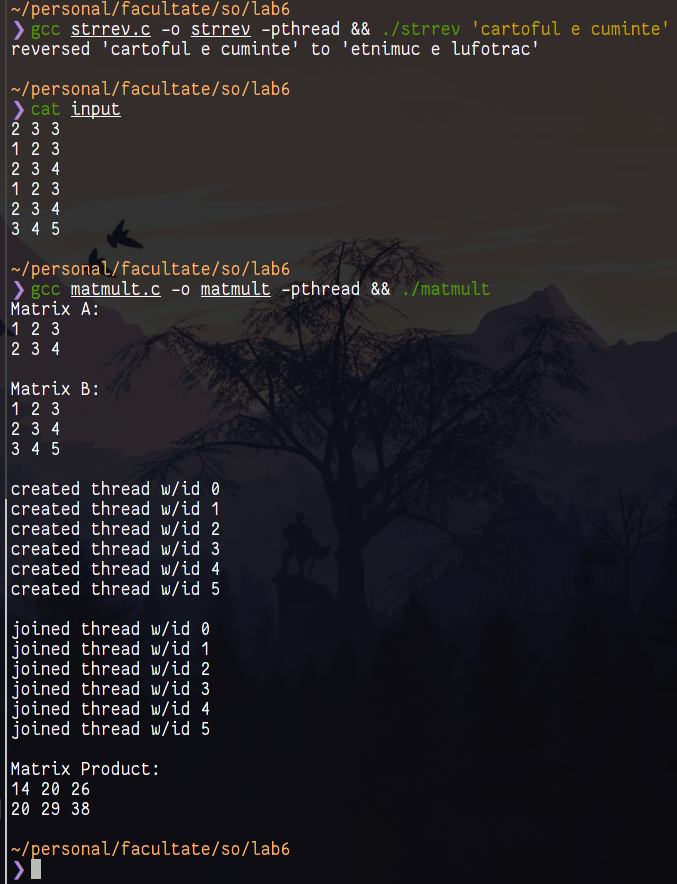 ~/personal/facultate/so/lab6
❯ gcc strrev.c -o strrev -pthread && ./strrev 'cartoful e cuminte'
reversed 'cartoful e cuminte' to 'etnimuc e lufotrac'
~/personal/facultate/so/lab6
❯ cat input
2 3 3
1 2 3
2 3 4
1 2 3
2 3 4
3 4 5
~/personal/facultate/so/lab6
❯ gcc matmult.c -o matmult -pthread && ./matmult
Matrix A:
1 2 3
2 3 4
Matrix B:
1 2 3
2 3 4
3 4 5
created thread w/id 0
created thread w/id 1
created thread w/id 2
created thread w/id 3
created thread w/id 4
created thread w/id 5
joined thread w/id 0
joined thread w/id 1
joined thread w/id 2
joined thread w/id 3
joined thread w/id 4
joined thread w/id 5
Matrix Product:
14 20 26
20 29 38
~/personal/facultate/so/lab6
❯